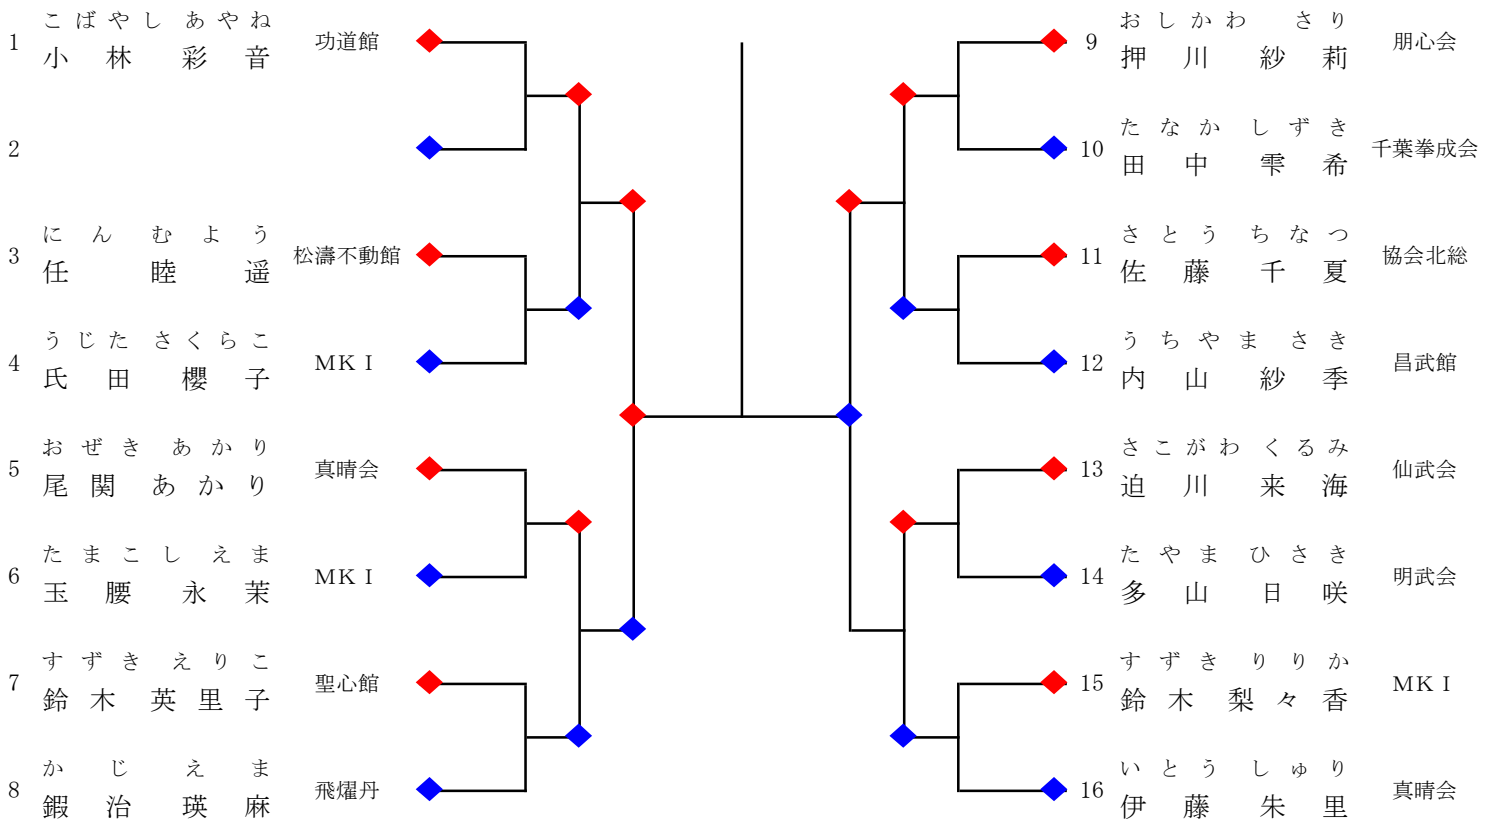 こばやし あやね
1 小林 彩音 功道館
2
にん むよう
3 任 睦遥 松濤不動館
うじた さくらこ
4 氏田 櫻子 MKI
おぜき あかり
5 尾関 あかり 真晴会
たまこし えま
6 玉腰 永茉 MKI
すずき えりこ
7 鈴木 英里子 聖心館
かじ えま
8 鍜治 瑛麻 飛燿丹
おしかわ さり
9 押川 紗莉 朋心会
たなか しずき
10 田中 雫希 千葉拳成会
さとう ちなつ
11 佐藤 千夏 協会北総
うちやま さき
12 内山 紗季 昌武館
さこがわ くるみ
13 迫川 来海 仙武会
たやま ひさき
14 多山 日咲 明武会
すずき りりか
15 鈴木 梨々香 MKI
いとう しゅり
16 伊藤 朱里 真晴会